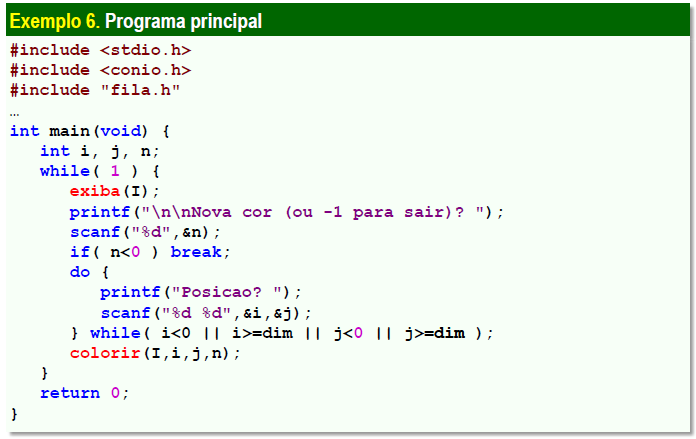 Exemplo 6. Programa principal
#include <stdio.h>
#include <conio.h>
#include "fila.h"
…
int main(void) {
   int i, j, n;
   while( 1 ) {
      exiba(I);
      printf("\n\nNova cor (ou -1 para sair)? ");
      scanf("%d",&n);
      if( n<0 ) break;
      do {
         printf("Posicao? ");
         scanf("%d %d",&i,&j);
      } while( i<0 || i>=dim || j<0 || j>=dim );
      colorir(I,i,j,n);
   }
   return 0;
}